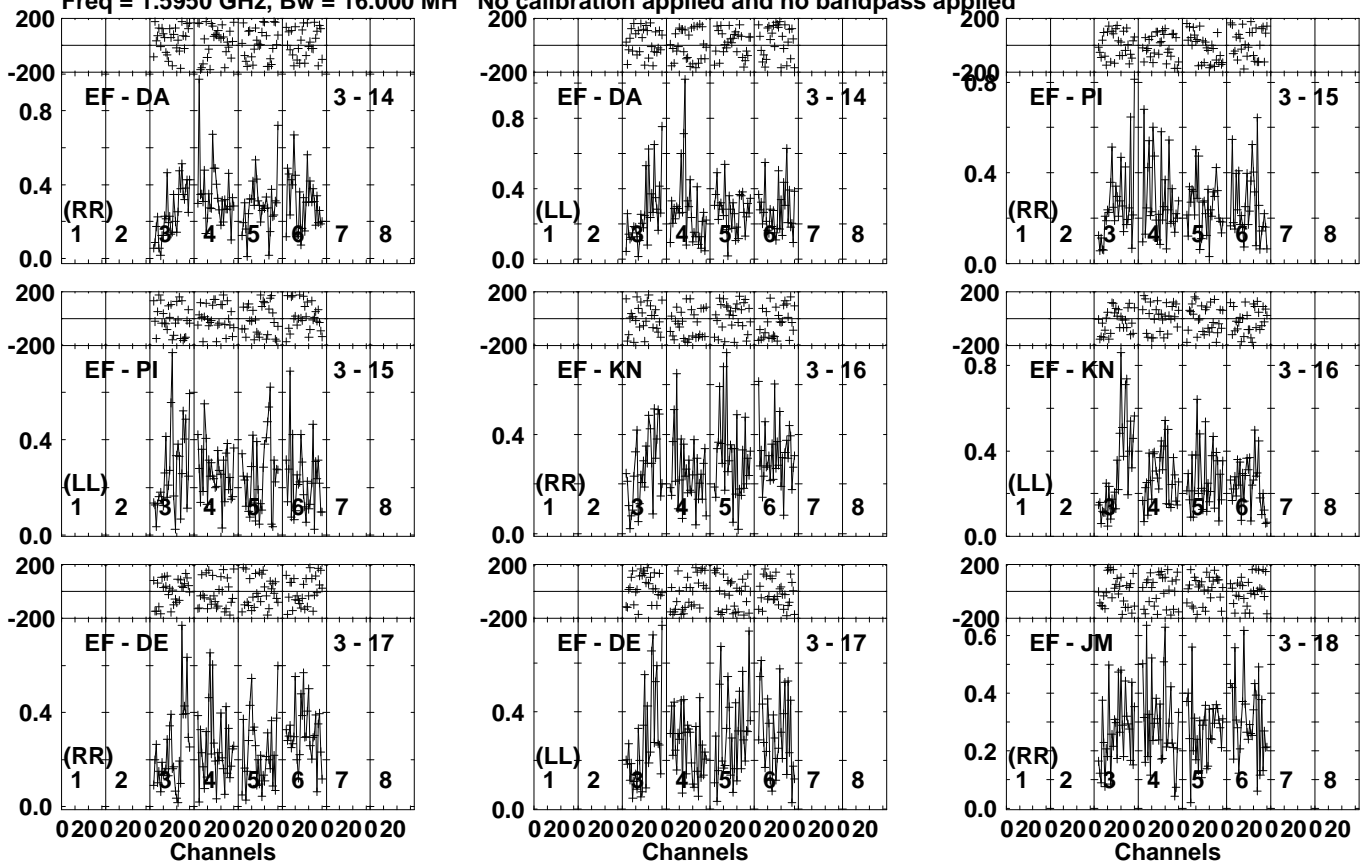 Freq = 1.5950 GHz, Bw = 16.000 MH No calibration applied and no bandpass applied
200 200 200
-200 -200 -200
EF - DA 3 - 14 EF - DA 3 - 14 0.8 EF - PI 3 - 15
0.8 0.8
0.4 0.4 0.4
(RR) (LL) (RR)
1 2 3 4 5 6 7 8 1 2 3 4 5 6 7 8 1 2 3 4 5 6 7 8
0.0 0.0 0.0
200 200 200
-200 -200 -200
EF - PI 3 - 15 EF - KN 3 - 16 0.8 EF - KN 3 - 16
0.4 0.4 0.4
(LL) (RR) (LL)
1 2 3 4 5 6 7 8 1 2 3 4 5 6 7 8 1 2 3 4 5 6 7 8
0.0 0.0 0.0
200 200 200
-200 -200 -200
EF - DE 3 - 17 EF - DE 3 - 17 0.6 EF - JM 3 - 18
0.4 0.4 0.4
(RR) (LL) 0.2 (RR)
1 2 3 4 5 6 7 8 1 2 3 4 5 6 7 8 1 2 3 4 5 6 7 8
0.0 0.0 0.0
0 20 0 20 0 20 0 20 0 20 0 20 0 20 0 20 0 20 0 20 0 20 0 20 0 20 0 20 0 20 0 20 0 20 0 20 0 20 0 20 0 20 0 20 0 20 0 20
Channels Channels Channels